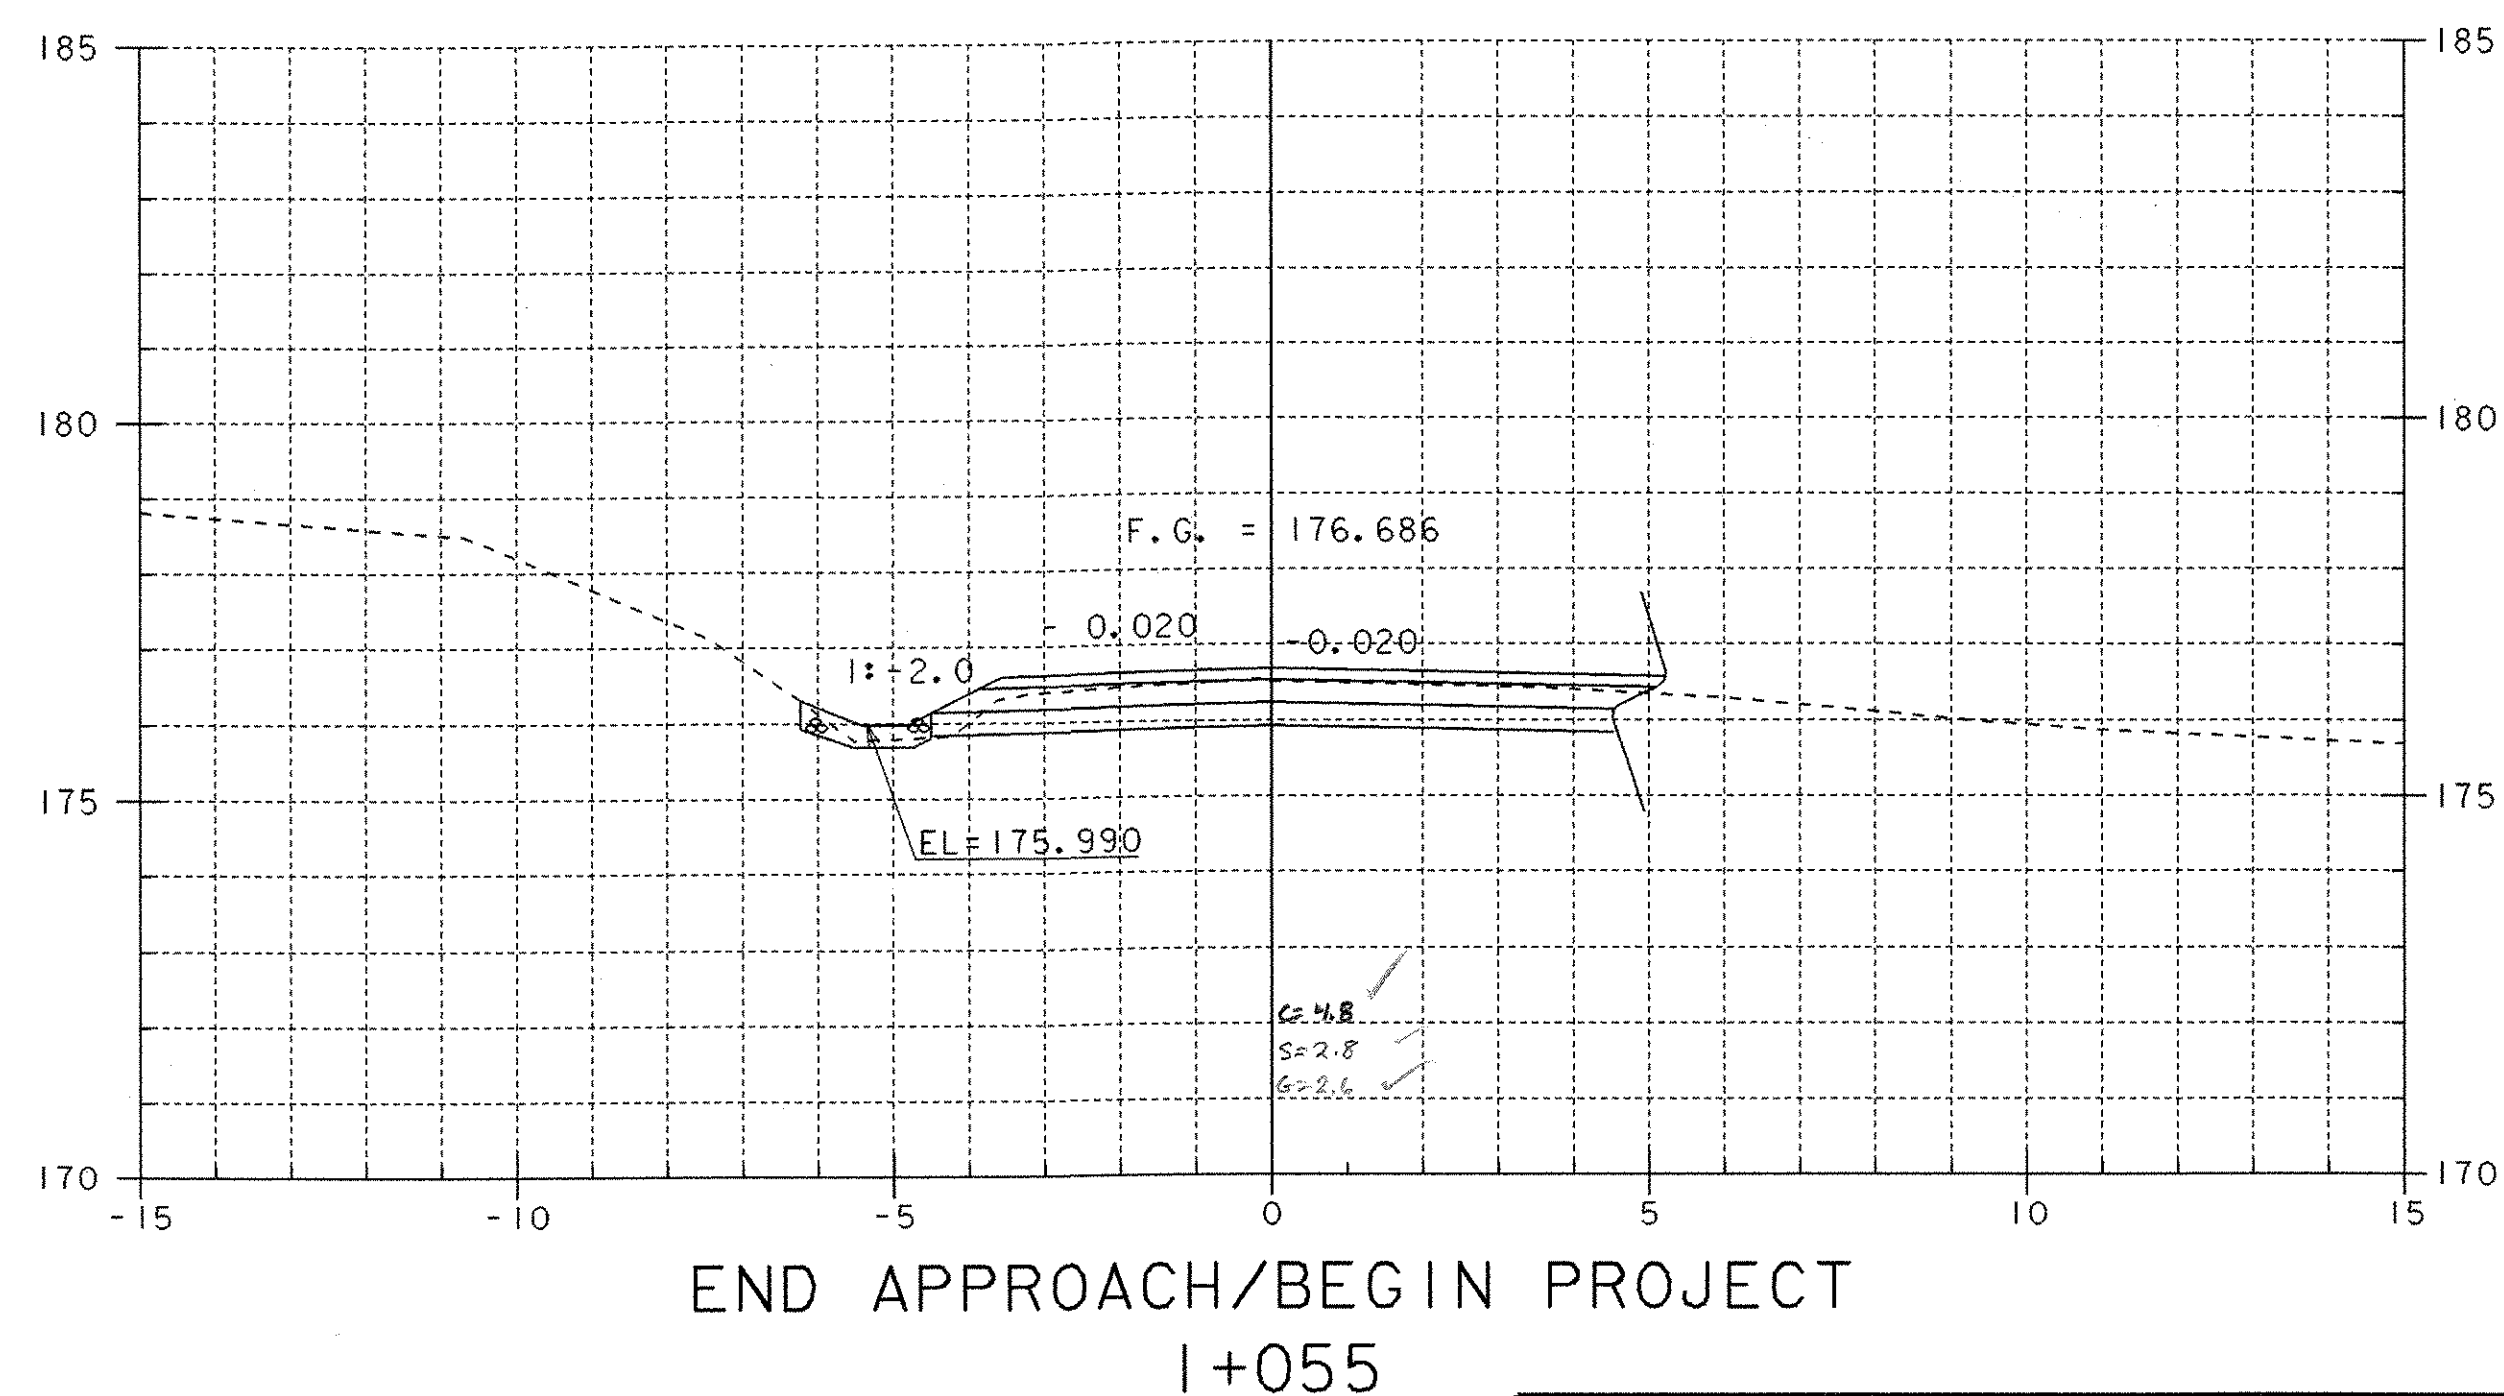 185 185
180 180
F.G. = 176.686
- 0.020 -0.020
1:-2.0
175 175
EL=175.990
C=4.8
S=2.8
G=2.6
170 170
-15 -10 -5 0 5 10 15
END APPROACH/BEGIN PROJECT
1+055